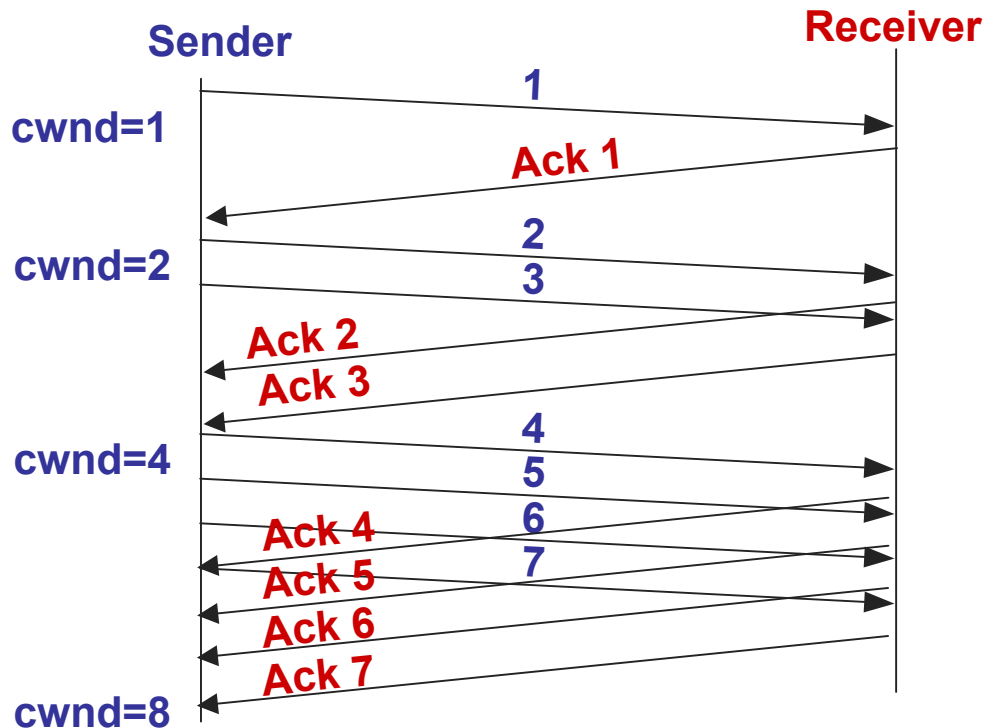 Sender
Receiver
1
cwnd=1
Ack 1
2
cwnd=2
3
Ack 2
Ack 3
4
cwnd=4
5
6
Ack 4
7
Ack 5
Ack 6
Ack 7
cwnd=8